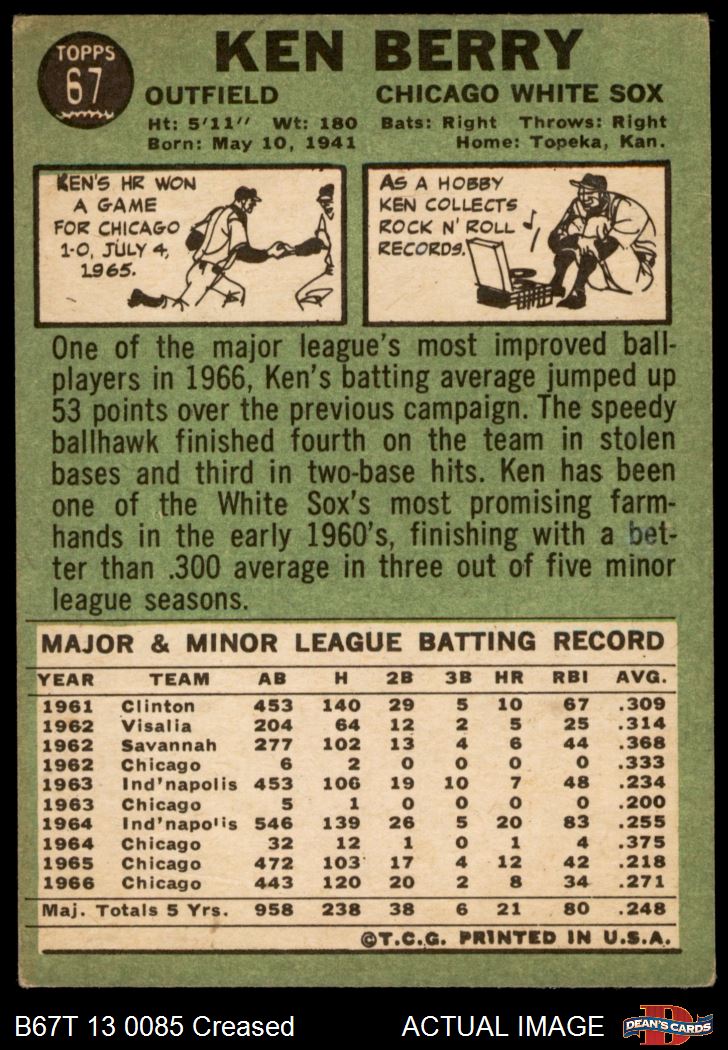 TOPPS
67
KEN BERRY
OUTFIELD CHICAGO WHITE SOX
Ht: 5'11" Wt: 180 Bats: Right Throws: Right
Born: May 10, 1941 Home: Topeka, Kan.
KEN'S HR WON
A GAME
FOR CHICAGO
1-0, JULY 4,
1965.
AS A HOBBY
KEN COLLECTS
ROCK N' ROLL
RECORDS.
One of the major league's most improved ball-
players in 1966, Ken's batting average jumped up
53 points over the previous campaign. The speedy
ballhawk finished fourth on the team in stolen
bases and third in two-base hits. Ken has been
one of the White Sox's most promising farm-
hands in the early 1960's, finishing with a bet-
ter than .300 average in three out of five minor
league seasons.
MAJOR & MINOR LEAGUE BATTING RECORD
YEAR TEAM AB H 2B 3B HR RBI AVG.
1961 Clinton 453 140 29 5 10 67 .309
1962 Visalia 204 64 12 2 5 25 .314
1962 Savannah 277 102 13 4 6 44 .368
1962 Chicago 6 2 0 0 0 0 .333
1963 Ind'napolis 453 106 19 10 7 48 .234
1963 Chicago 5 1 0 0 0 0 .200
1964 Ind'napolis 546 139 26 5 20 83 .255
1964 Chicago 32 12 1 0 1 4 .375
1965 Chicago 472 103 17 4 12 42 .218
1966 Chicago 443 120 20 2 8 34 .271
Maj. Totals 5 Yrs. 958 238 38 6 21 80 .248
©T.C.G. PRINTED IN U.S.A.
B67T 13 0085 Creased ACTUAL IMAGE
D
DEAN'S CARDS